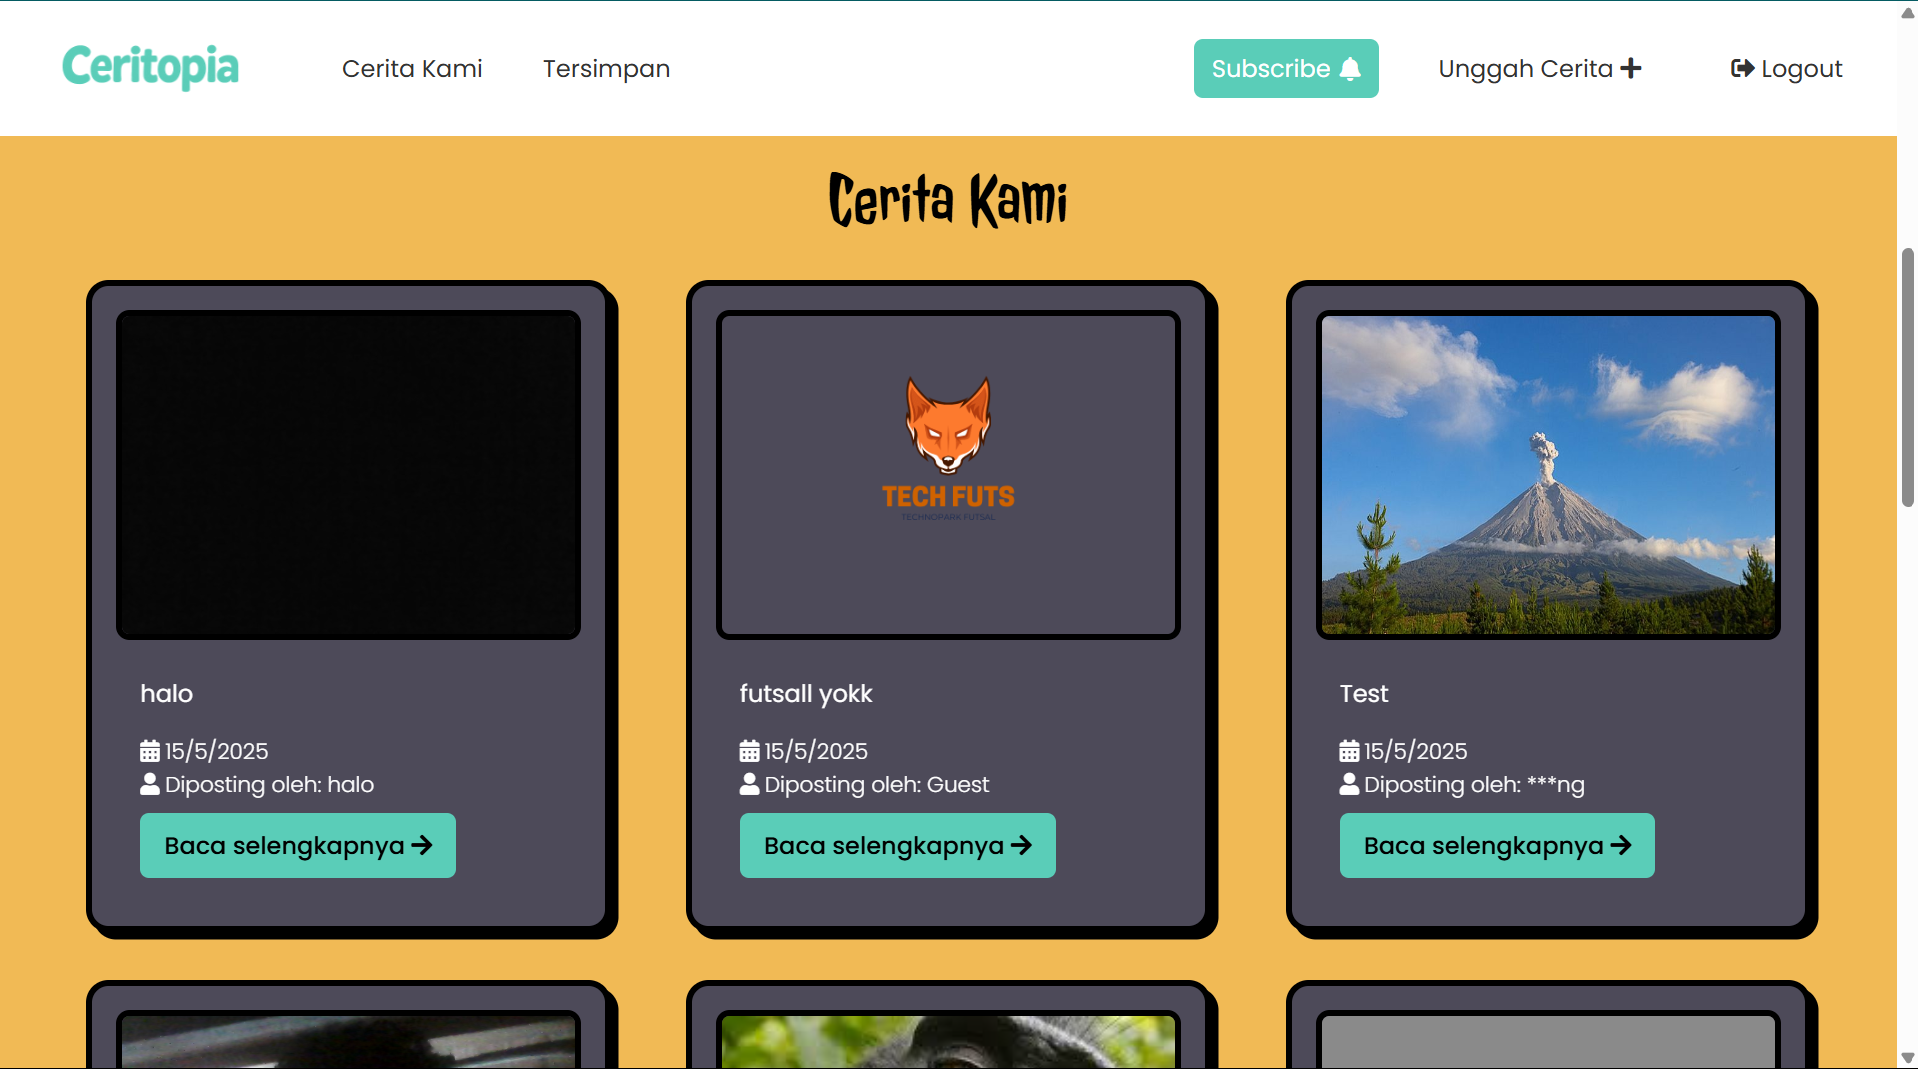 Ceritopia
Cerita Kami
Tersimpan
Subscribe
Unggah Cerita
Logout
Cerita Kami
TECH FUTS
TECHNOPARK FUTSAL
halo
15/5/2025
Diposting oleh: halo
Baca selengkapnya
futsall yokk
15/5/2025
Diposting oleh: Guest
Baca selengkapnya
Test
15/5/2025
Diposting oleh: ***ng
Baca selengkapnya